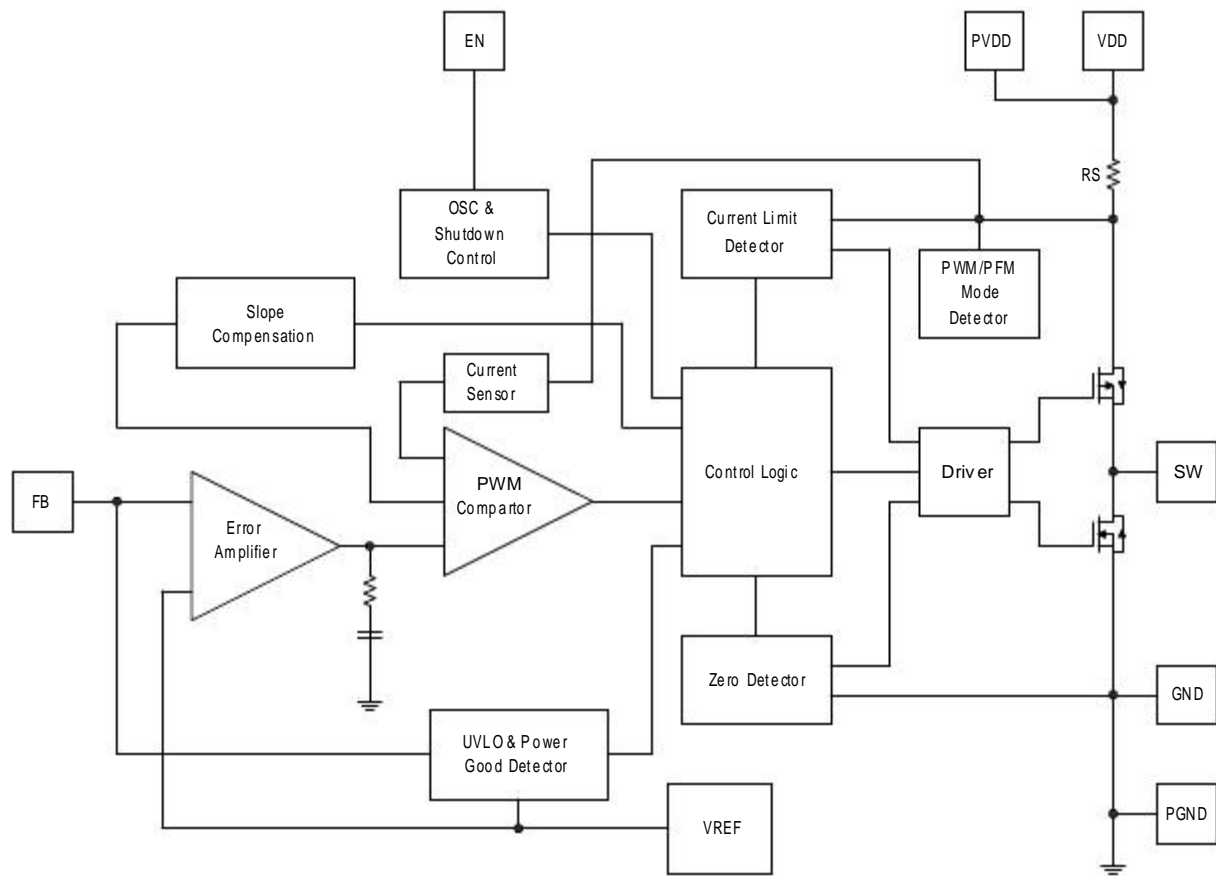 EN
PVDD
VDD
RS
OSC &
Shutdown
Control
Current Limit
Detector
PWM/PFM
Mode
Detector
Slope
Compensation
Current
Sensor
FB
Error
Amplifier
PWM
Compartor
Control Logic
Driver
SW
Zero Detector
GND
UVLO & Power
Good Detector
VREF
PGND